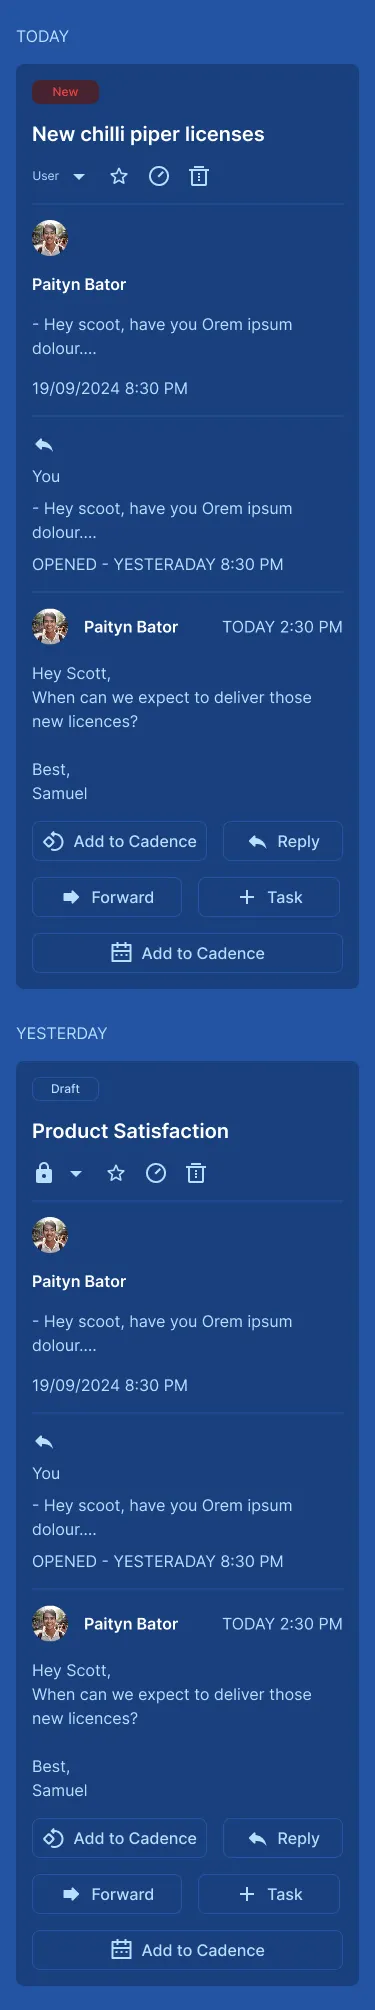 TODAY
New
New chilli piper licenses
User
Paityn Bator
- Hey scoot, have you Orem ipsum
dolour....
19/09/2024 8:30 PM
You
- Hey scoot, have you Orem ipsum
dolour....
OPENED - YESTERADAY 8:30 PM
Paityn Bator TODAY 2:30 PM
Hey Scott,
When can we expect to deliver those
new licences?
Best,
Samuel
Add to Cadence Reply
Forward Task
Add to Cadence
YESTERDAY
Draft
Product Satisfaction
Paityn Bator
- Hey scoot, have you Orem ipsum
dolour....
19/09/2024 8:30 PM
You
- Hey scoot, have you Orem ipsum
dolour....
OPENED - YESTERADAY 8:30 PM
Paityn Bator TODAY 2:30 PM
Hey Scott,
When can we expect to deliver those
new licences?
Best,
Samuel
Add to Cadence Reply
Forward Task
Add to Cadence